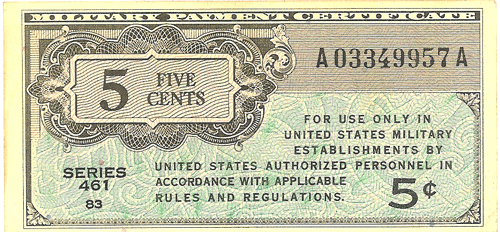 MILITARY PAYMENT CERTIFICATE
A03349957A
5 FIVE CENTS
FOR USE ONLY IN
UNITED STATES MILITARY
ESTABLISHMENTS BY
UNITED STATES AUTHORIZED PERSONNEL IN
ACCORDANCE WITH APPLICABLE
RULES AND REGULATIONS.
SERIES
461
83
5¢